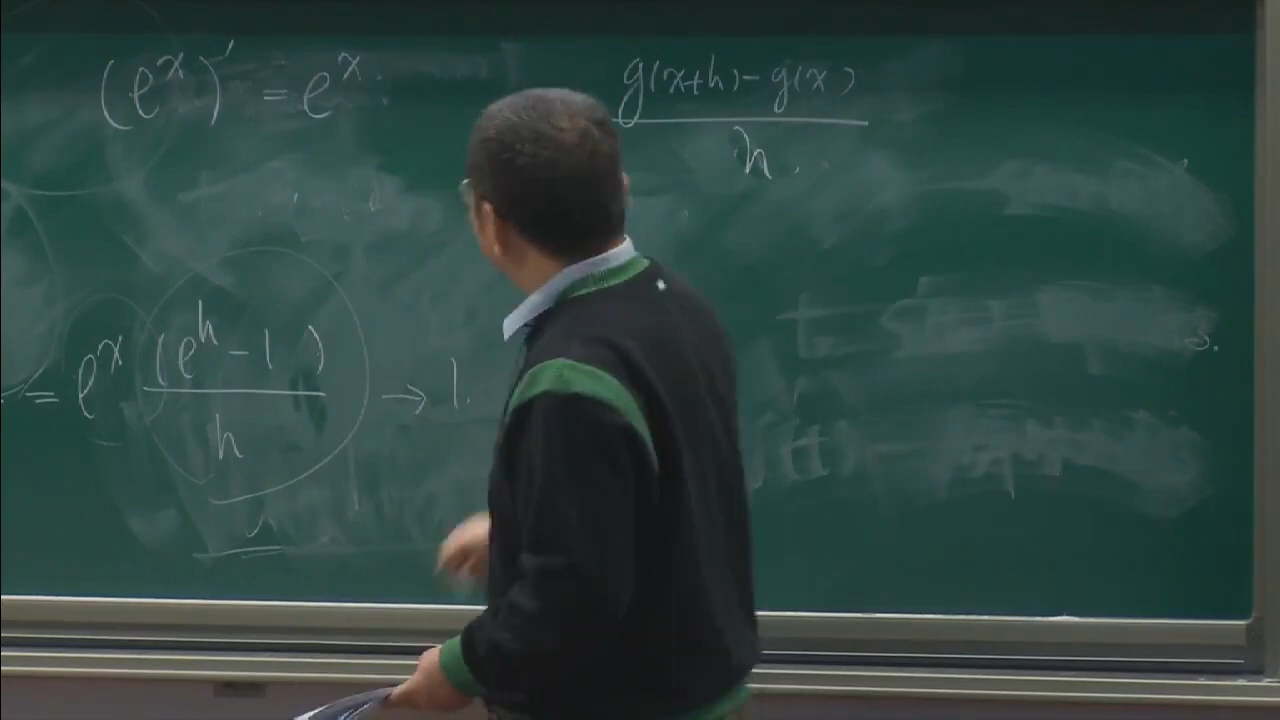 (e^x)' = e^x.
g(x+h) - g(x)
h.
= e^x (e^h - 1) → 1.
h